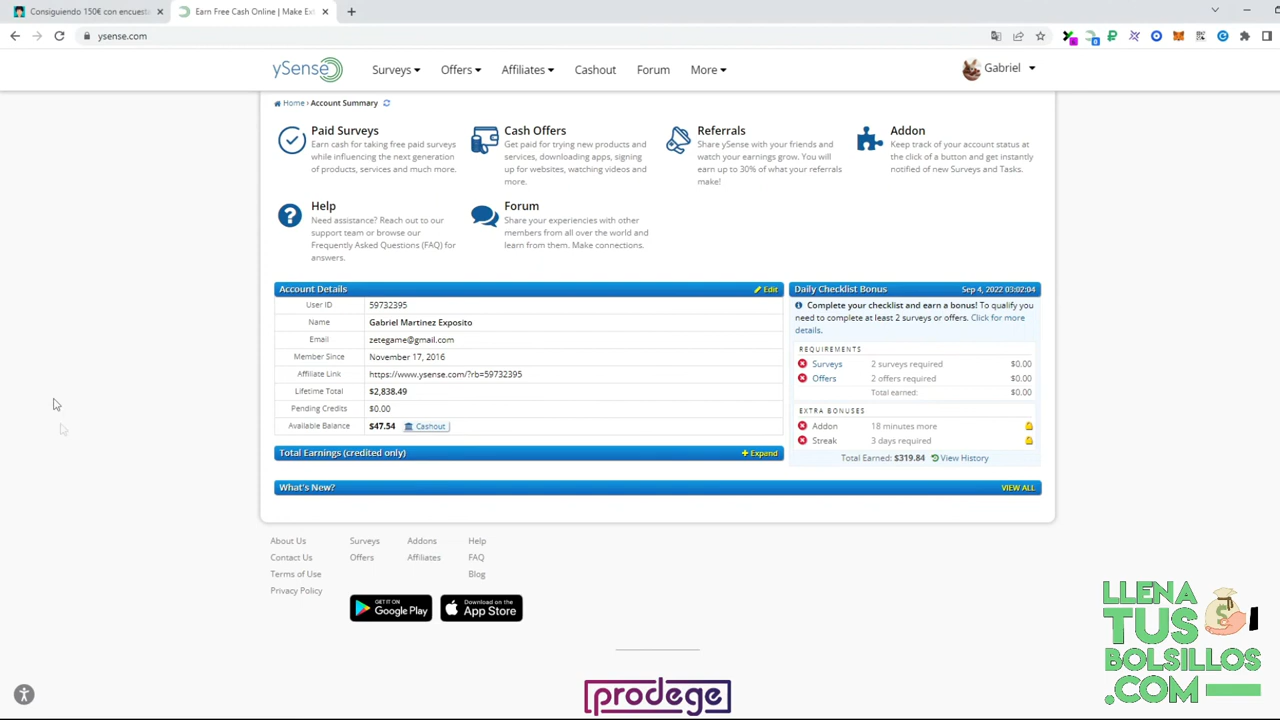 Consiguiendo 150€ con encuesta
Earn Free Cash Online | Make Ex
ysense.com
ySense
Surveys
Offers
Affiliates
Cashout
Forum
More
Gabriel
Home › Account Summary
Paid Surveys
Earn cash for taking free paid surveys
while influencing the next generation
of products, services and much more.
Cash Offers
Get paid for trying new products and
services, downloading apps, signing
up for websites, watching videos and
more.
Referrals
Share ySense with your friends and
watch your earnings grow. You will
earn up to 30% of what your referrals
make!
Addon
Keep track of your account status at
the click of a button and get instantly
notified of new Surveys and Tasks.
Help
Need assistance? Reach out to our
support team or browse our
Frequently Asked Questions (FAQ) for
answers.
Forum
Share your experiences with other
members from all over the world and
learn from them. Make connections.
Account Details
Edit
User ID 59732395
Name Gabriel Martinez Exposito
Email zetegame@gmail.com
Member Since November 17, 2016
Affiliate Link https://www.ysense.com/?rb=59732395
Lifetime Total $2,838.49
Pending Credits $0.00
Available Balance $47.54 Cashout
Total Earnings (credited only) + Expand
Daily Checklist Bonus Sep 4, 2022 03:02:04
Complete your checklist and earn a bonus! To qualify you
need to complete at least 2 surveys or offers. Click for more
details.
REQUIREMENTS
Surveys 2 surveys required $0.00
Offers 2 offers required $0.00
Total earned: $0.00
EXTRA BONUSES
Addon 18 minutes more
Streak 3 days required
Total Earned: $319.84 View History
What's New? VIEW ALL
About Us
Contact Us
Terms of Use
Privacy Policy
Surveys
Offers
Addons
Affiliates
Help
FAQ
Blog
GET IT ON
Google Play
Download on the
App Store
prodege
LLENA
TUS
BOLSILLOS
.COM